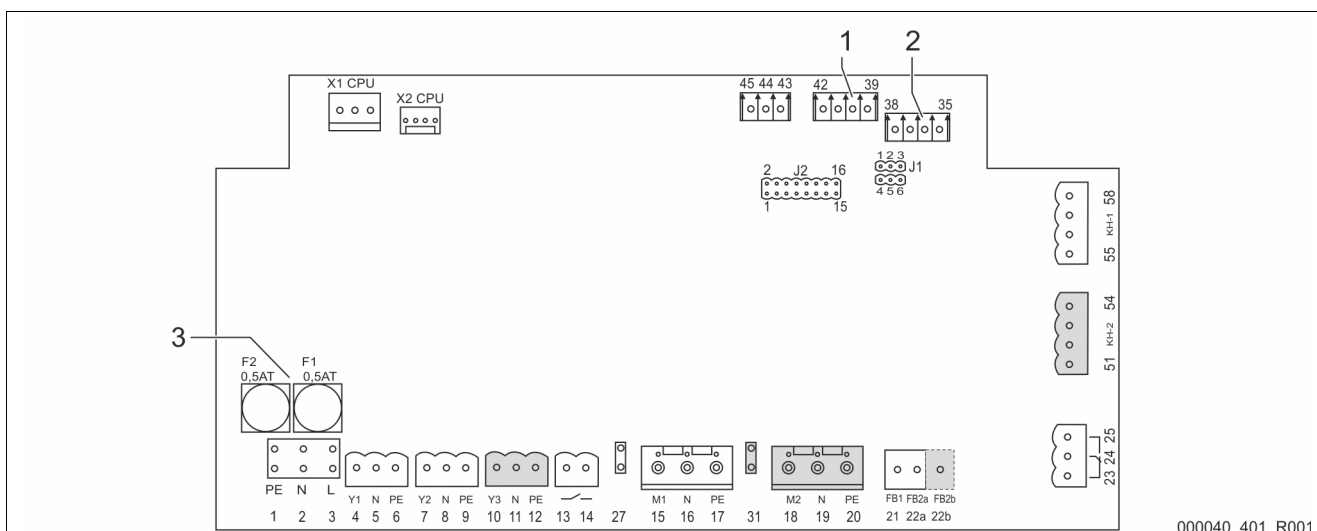 1 2
45 44 43 42 39
X1 CPU
X2 CPU
38 35
1 2 3
J1
2 J2 16
4 5 6
1 15
58
KH-1
55
54
KH-2
51
3
F2 F1
0,5AT 0,5AT
25
24
23
PE N L
Y1 N PE Y2 N PE Y3 N PE M1 N PE M2 N PE FB1 FB2a FB2b
1 2 3 4 5 6 7 8 9 10 11 12 13 14 27 15 16 17 31 18 19 20 21 22a 22b
000040_401_R001